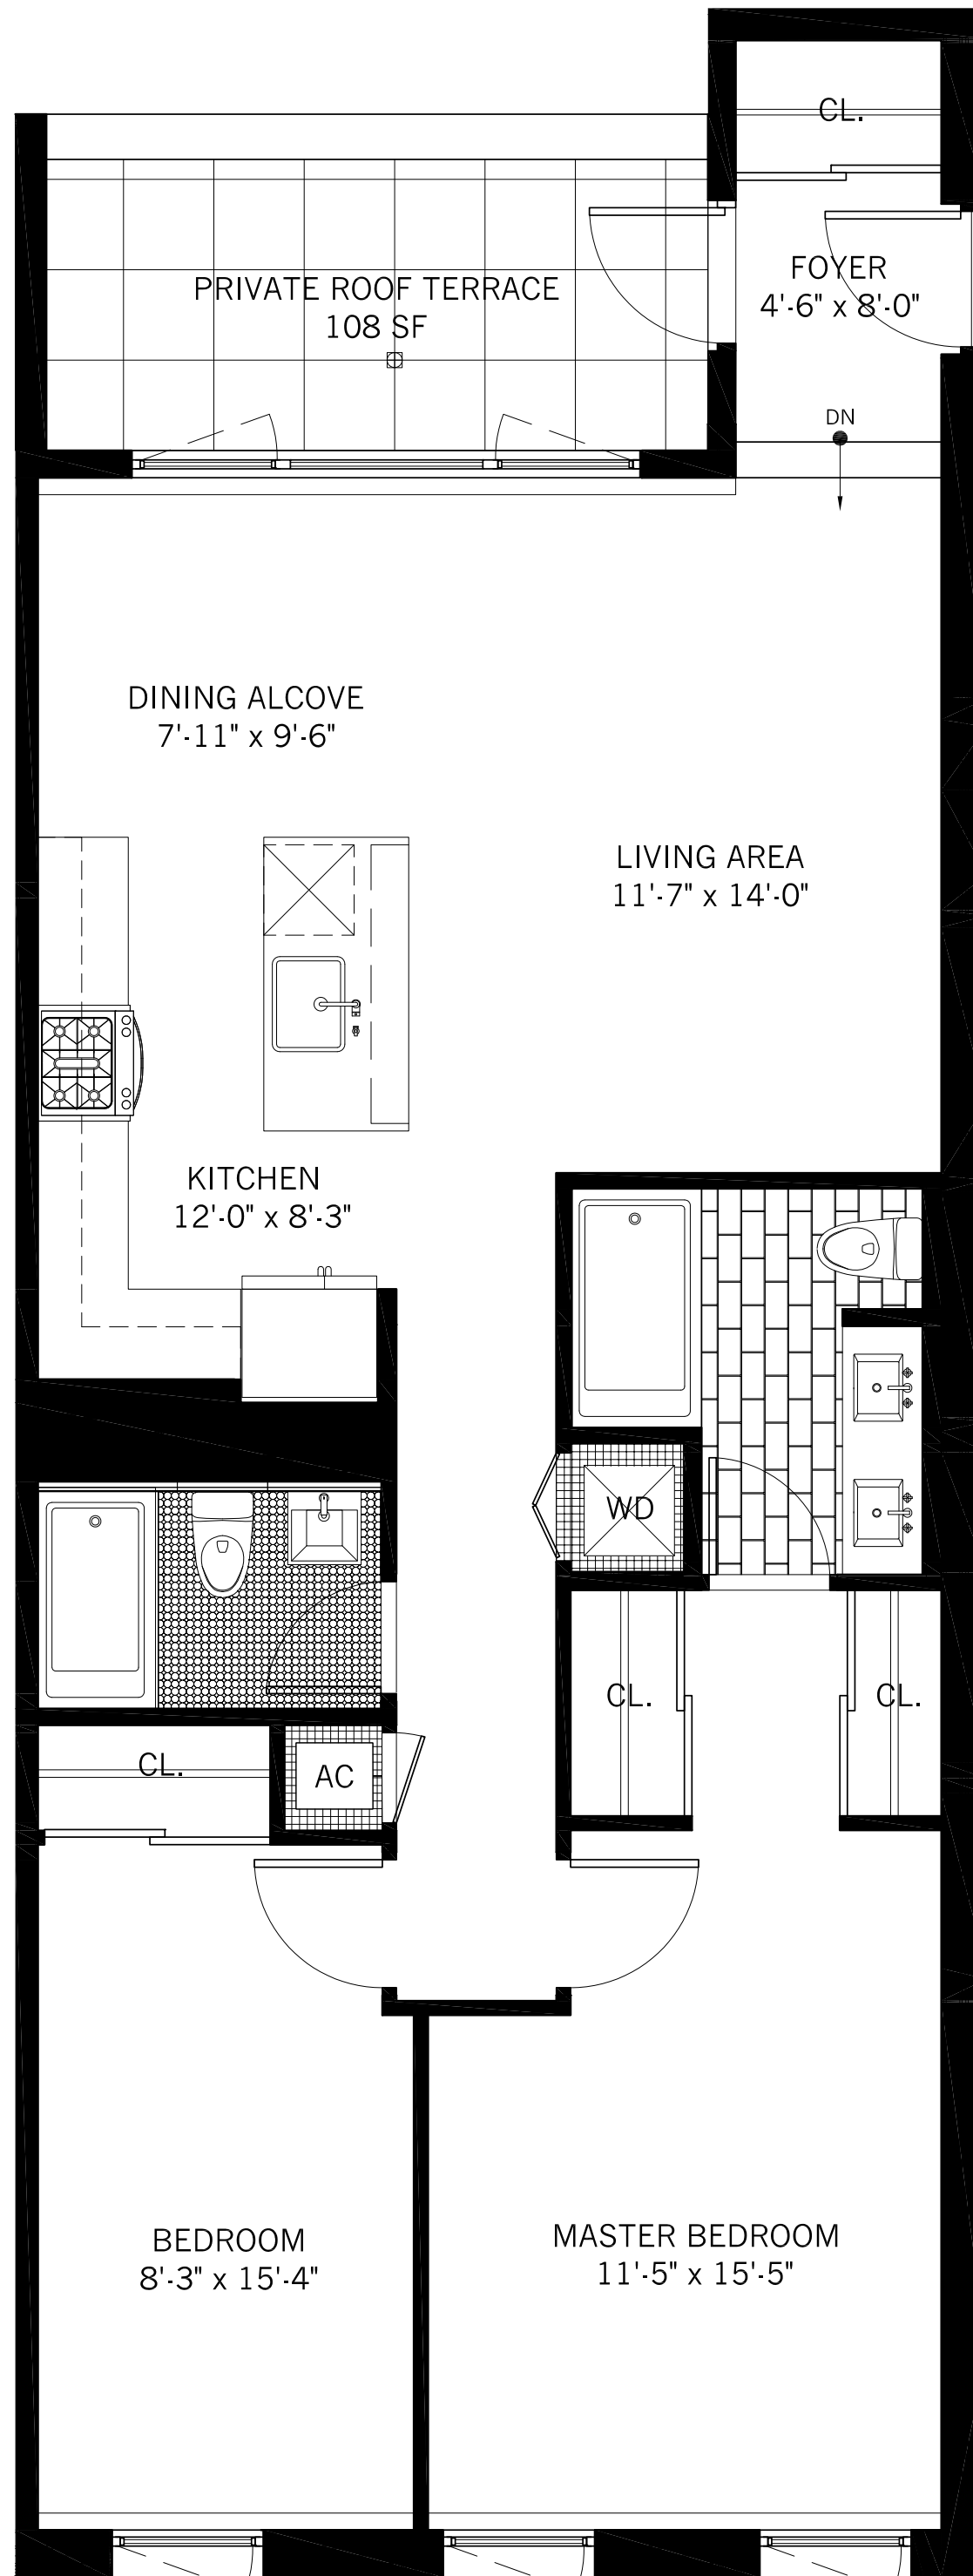 CL.
FOYER
4'-6" x 8'-0"
PRIVATE ROOF TERRACE
108 SF
DN
DINING ALCOVE
7'-11" x 9'-6"
LIVING AREA
11'-7" x 14'-0"
KITCHEN
12'-0" x 8'-3"
WD
CL.
CL.
CL.
AC
BEDROOM
8'-3" x 15'-4"
MASTER BEDROOM
11'-5" x 15'-5"